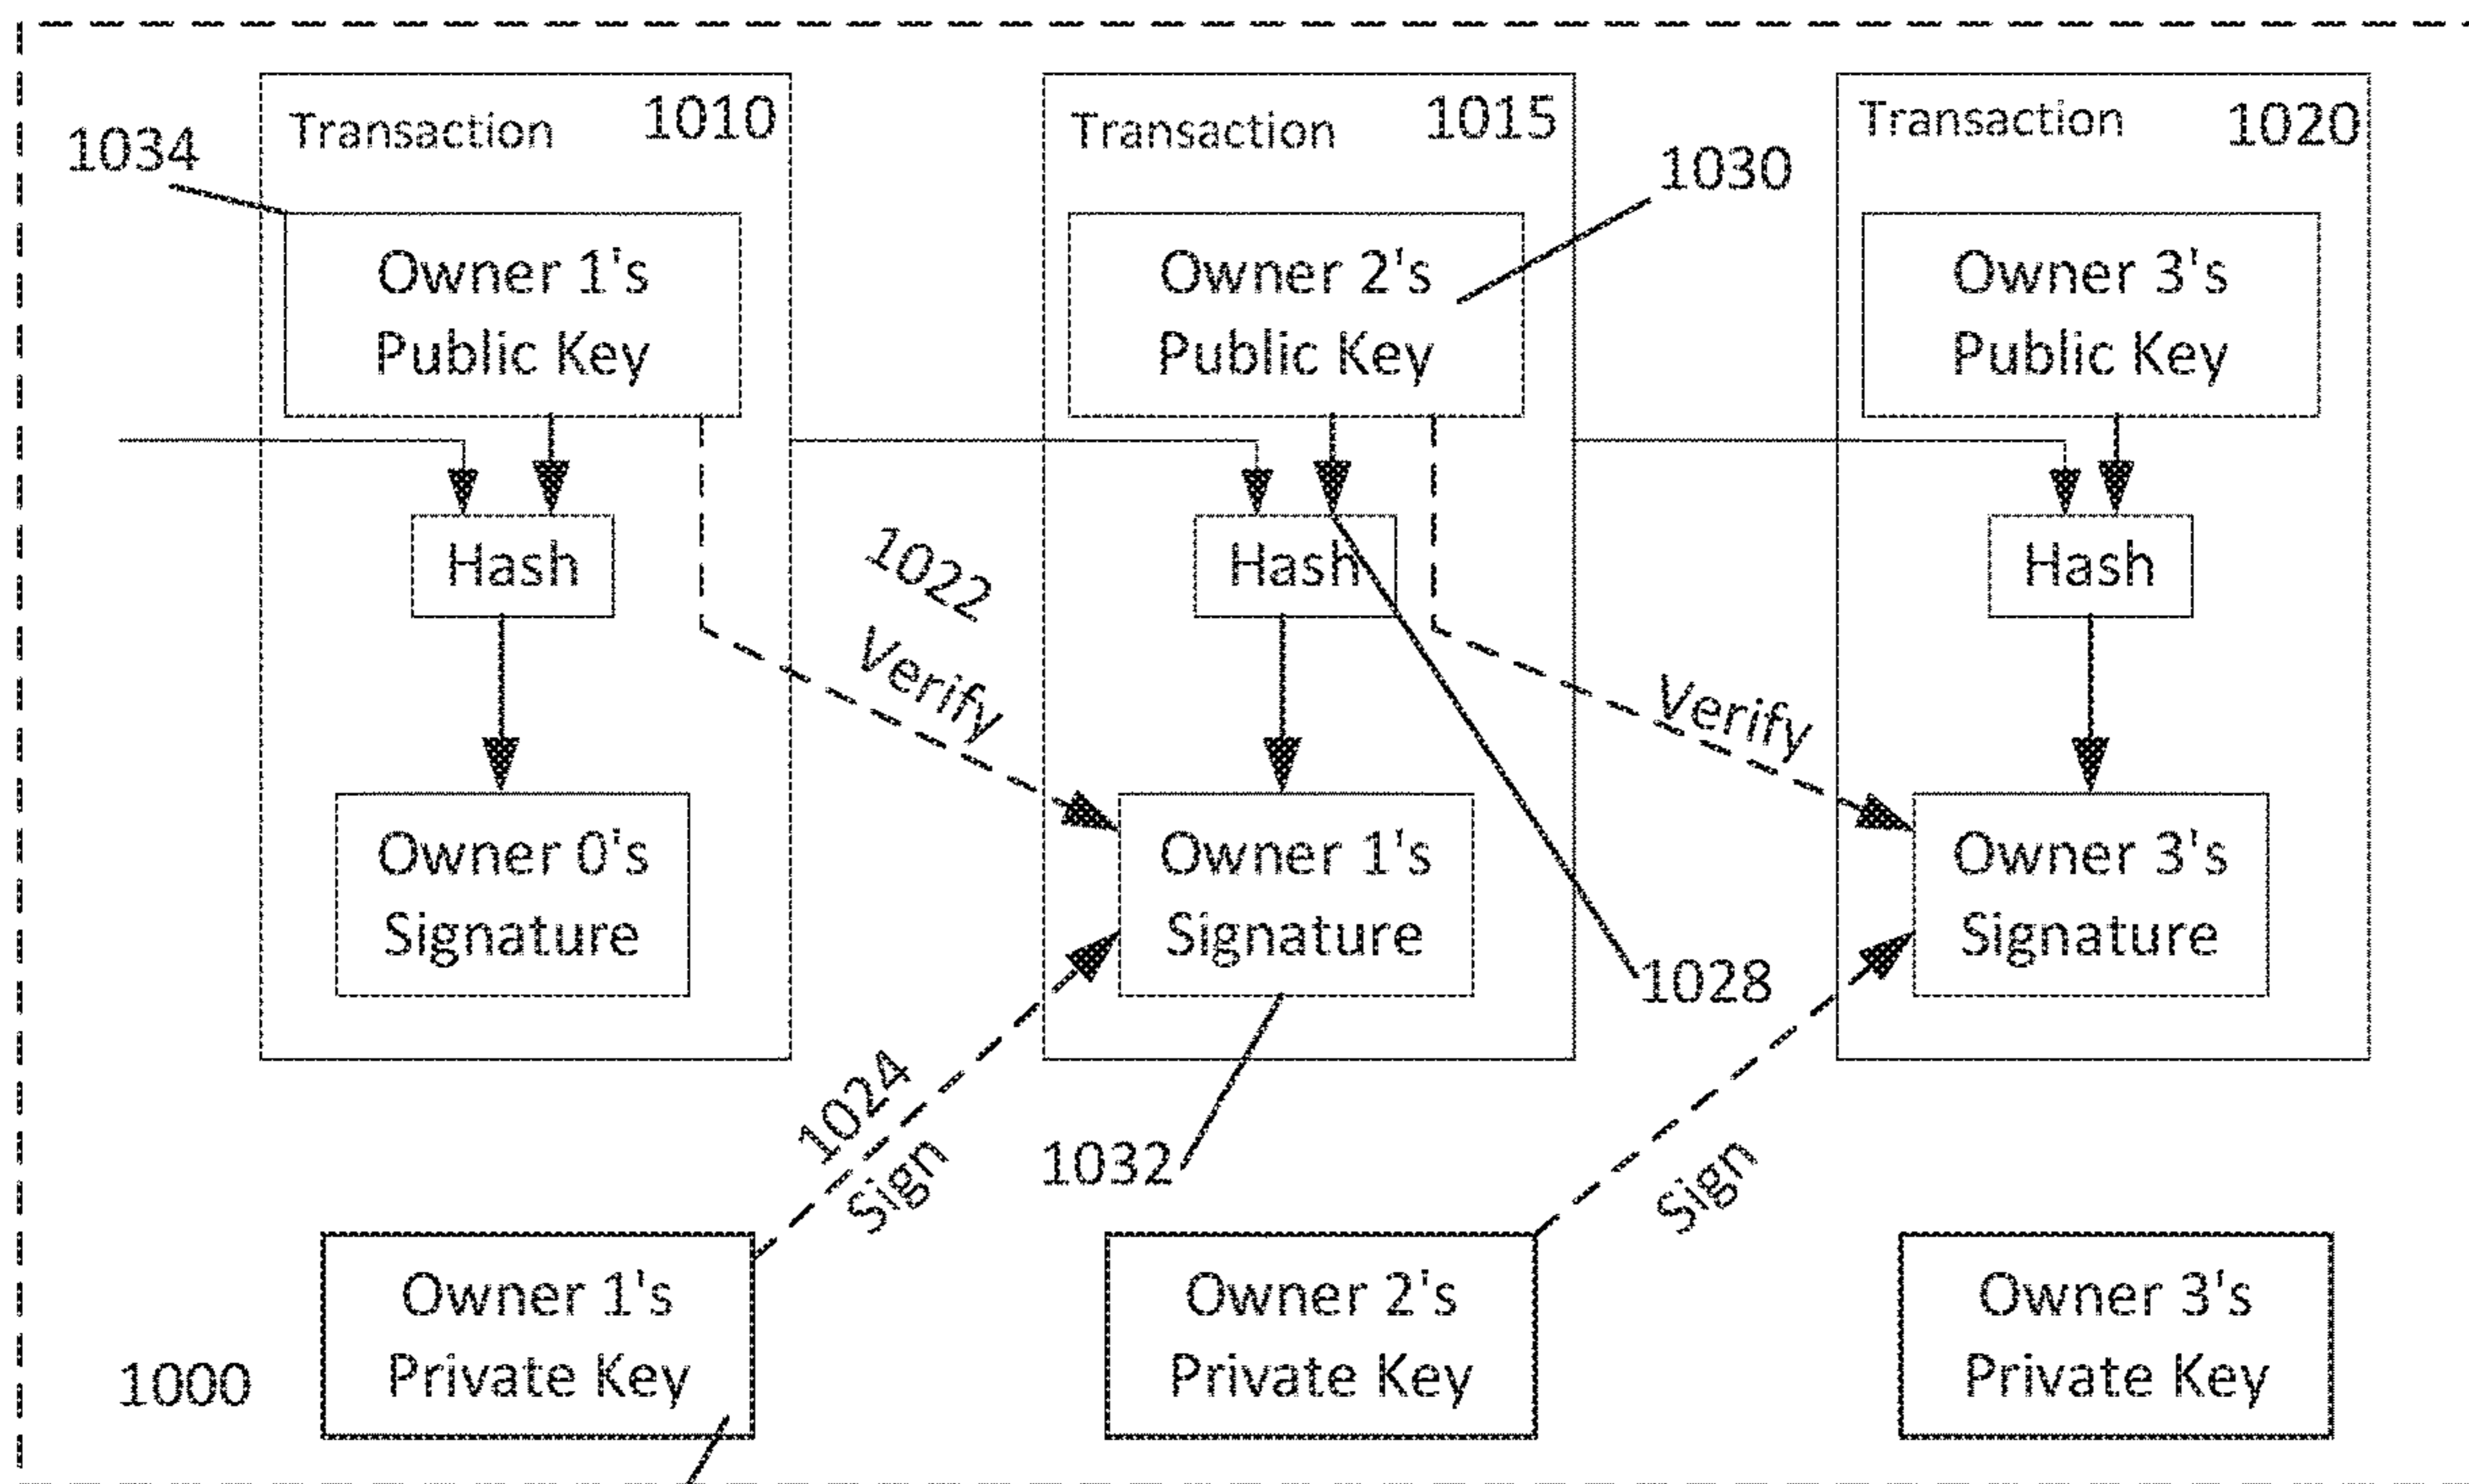 Transaction 1010
1034
Owner 1's
Public Key
Hash
Owner 0's
Signature
Transaction 1015
1030
Owner 2's
Public Key
Hash
1028
Owner 1's
Signature
1032
Transaction 1020
Owner 3's
Public Key
Hash
Owner 3's
Signature
1022
Verify
Verify
1024
Sign
Sign
1000
Owner 1's
Private Key
Owner 2's
Private Key
Owner 3's
Private Key